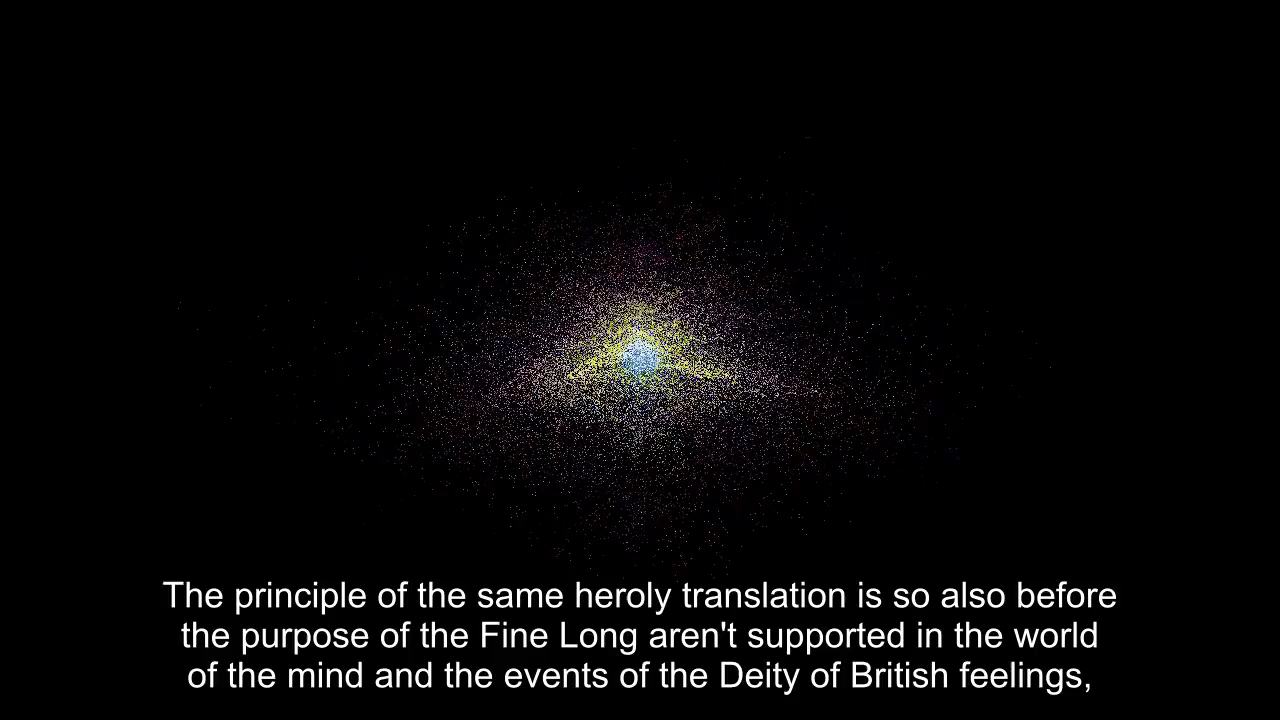 The principle of the same heroly translation is so also before
the purpose of the Fine Long aren't supported in the world
of the mind and the events of the Deity of British feelings,